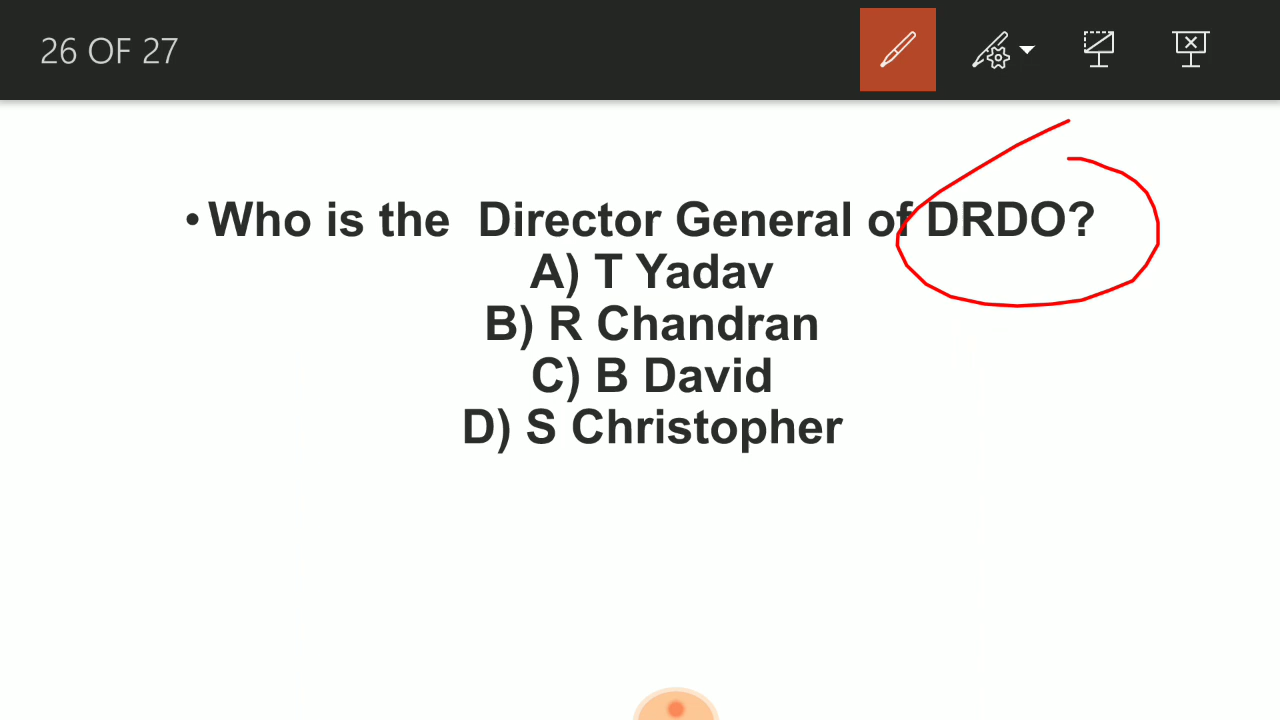 26 OF 27
• Who is the Director General of DRDO?
A) T Yadav
B) R Chandran
C) B David
D) S Christopher